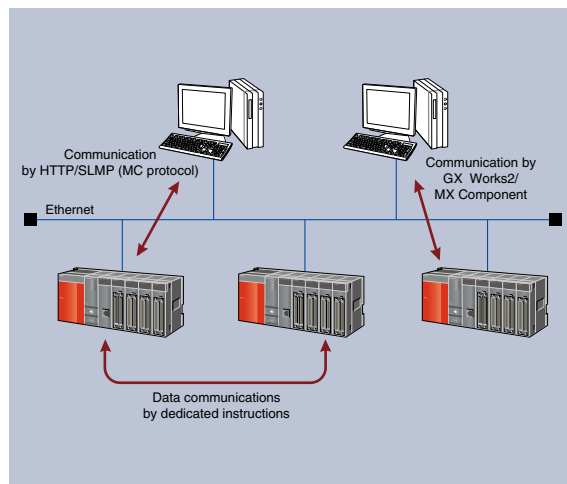 Communication
by HTTP/SLMP (MC protocol)
Communication by
GX Works2/
MX Component
Ethernet
Data communications
by dedicated instructions